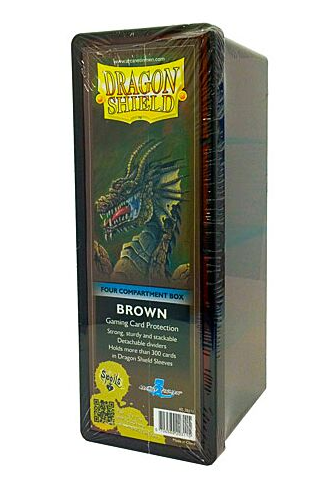 DRAGON
SHIELD
FOUR COMPARTMENT BOX
BROWN
Gaming Card Protection
Strong, sturdy and stackable
Detachable dividers
Holds more than 300 cards
in Dragon Shield Sleeves
Spoils